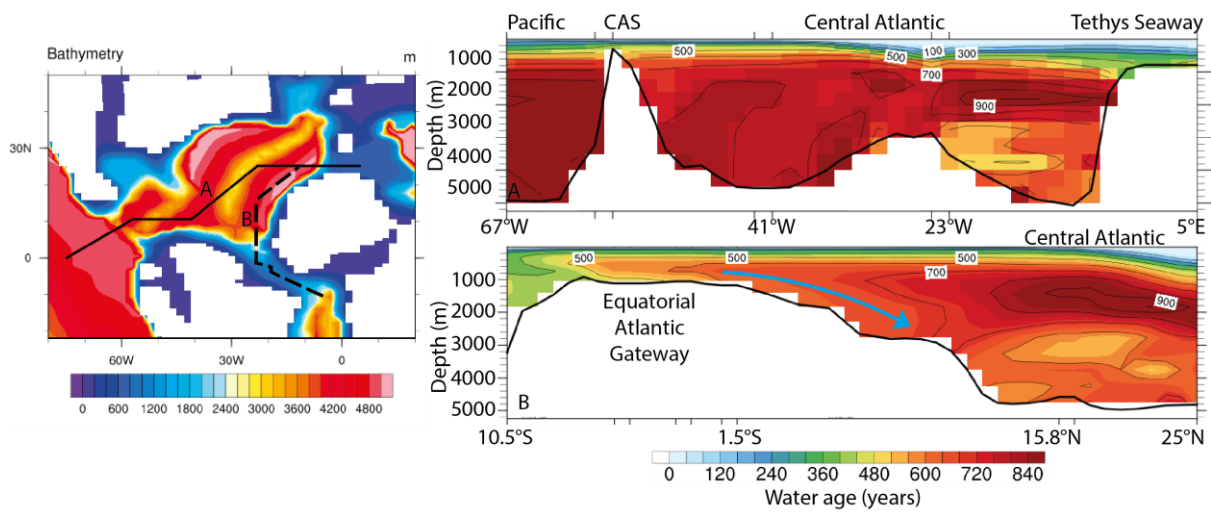 Bathymetry m
30N
0
A
B
60W 30W 0
0 600 1200 1800 2400 3000 3600 4200 4800
Pacific CAS Central Atlantic Tethys Seaway
Depth (m)
1000
2000
3000
4000
5000
500 500 100 300
700
900
A
67°W 41°W 23°W 5°E
Central Atlantic
Depth (m)
1000
2000
3000
4000
5000
500 500 500
700
900
Equatorial
Atlantic
Gateway
B
10.5°S 1.5°S 15.8°N 25°N
0 120 240 360 480 600 720 840
Water age (years)